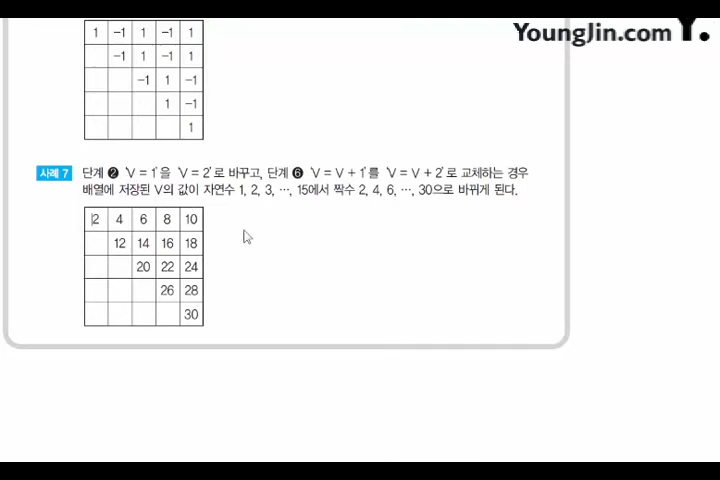 YoungJin.com Y.
1 -1 1 -1 1
-1 1 -1 1
-1 1 -1
1 -1
1
사례 7 단계 ❷ 'V = 1'을 'V = 2'로 바꾸고, 단계 ❻ 'V = V + 1'를 'V = V + 2'로 교체하는 경우
배열에 저장된 V의 값이 자연수 1, 2, 3, …, 15에서 짝수 2, 4, 6, …, 30으로 바뀌게 된다.
2 4 6 8 10
12 14 16 18
20 22 24
26 28
30